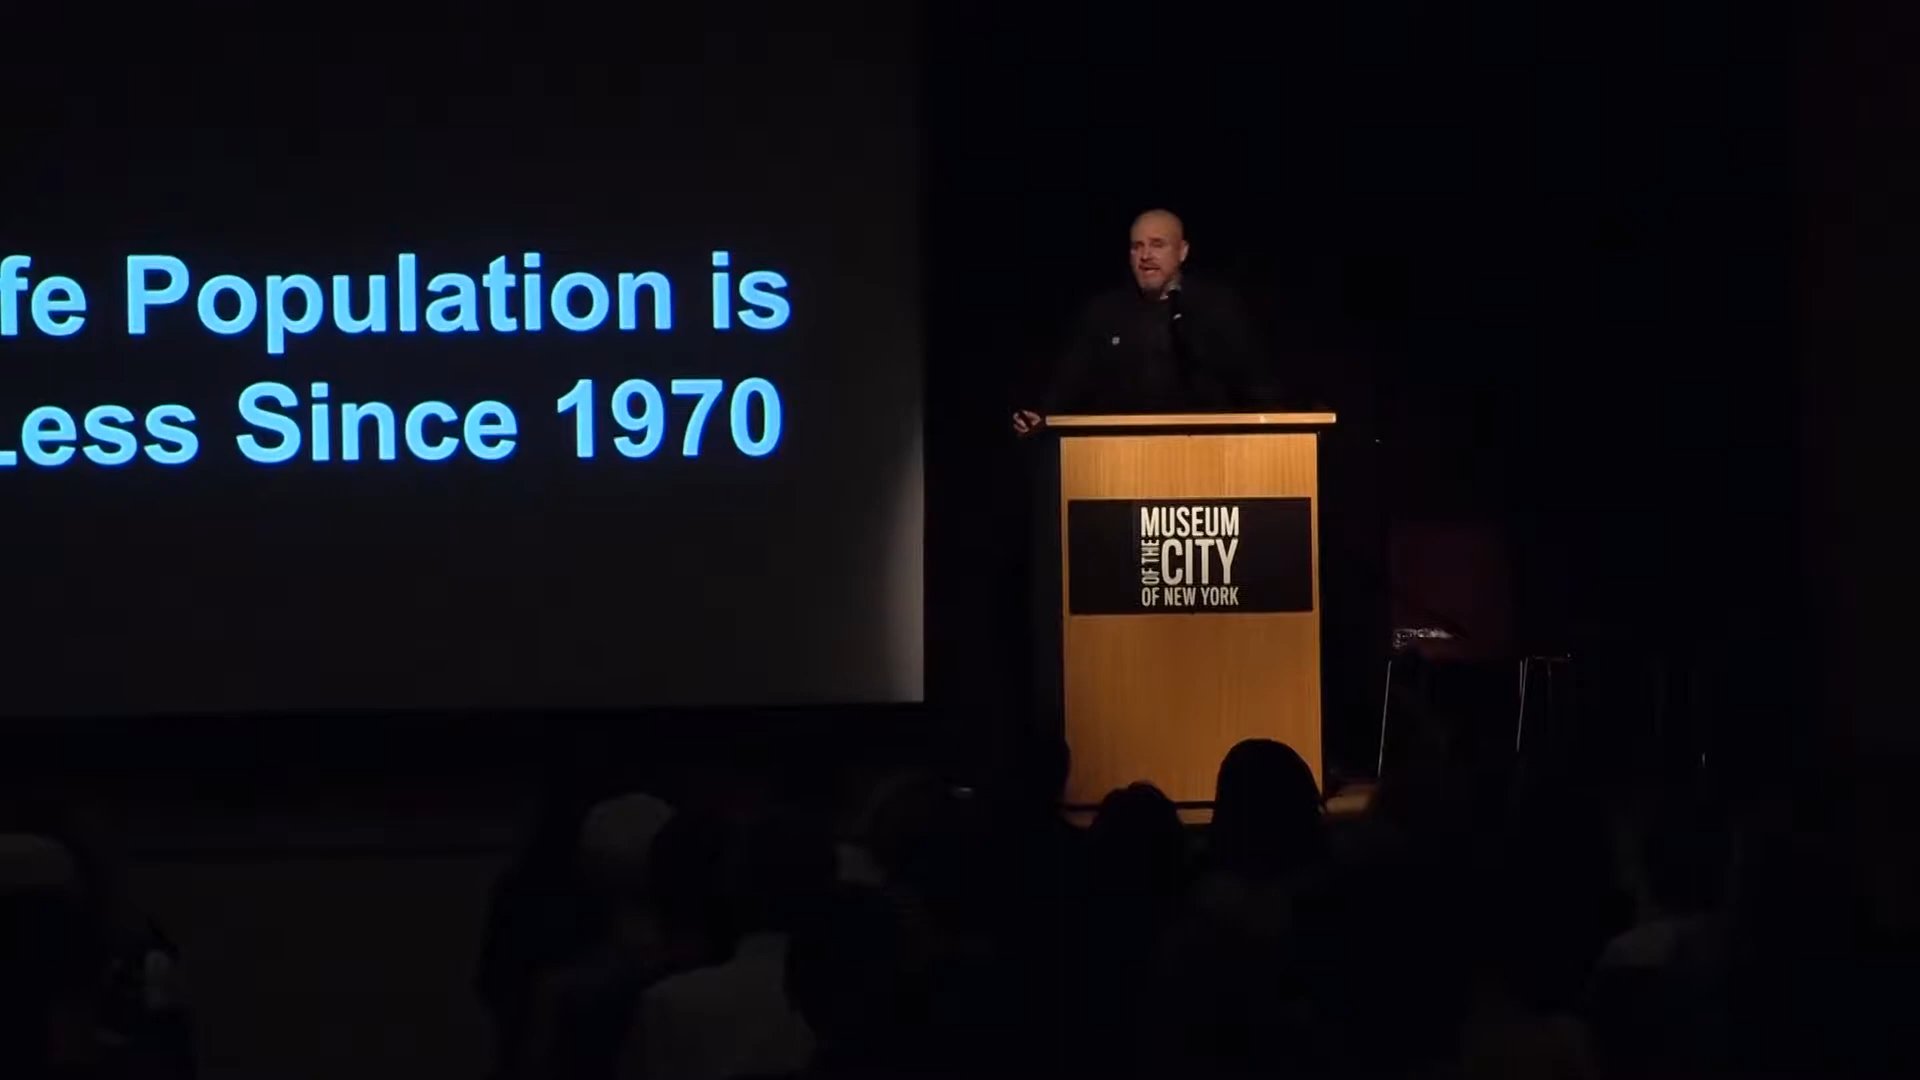 fe Population is
Less Since 1970
MUSEUM
OF THE
CITY
OF NEW YORK